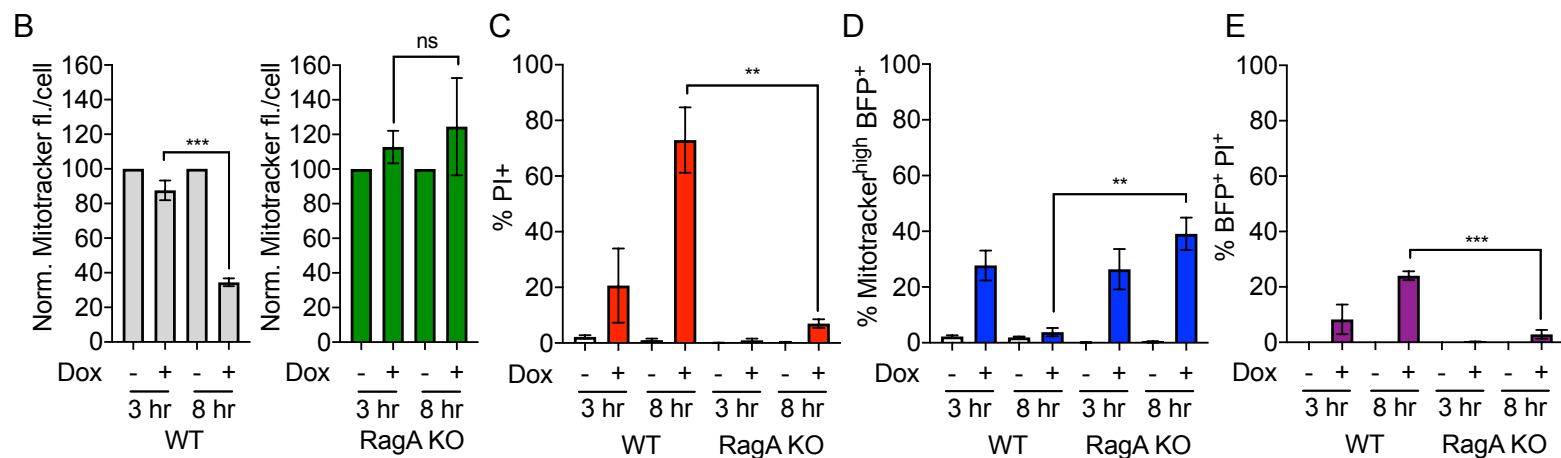 B
Norm. Mitotracker fl./cell
160
140
120
100
80
60
40
20
0
***
Dox - + - +
3 hr 8 hr
WT
Norm. Mitotracker fl./cell
160
140
120
100
80
60
40
20
0
ns
- + - +
3 hr 8 hr
RagA KO
C
% PI+
100
80
60
40
20
0
**
Dox - + - + - + - +
3 hr 8 hr 3 hr 8 hr
WT RagA KO
D
% Mitotracker^high BFP⁺
100
80
60
40
20
0
**
Dox - + - + - + - +
3 hr 8 hr 3 hr 8 hr
WT RagA KO
E
% BFP⁺ PI⁺
100
80
60
40
20
0
***
Dox - + - + - + - +
3 hr 8 hr 3 hr 8 hr
WT RagA KO